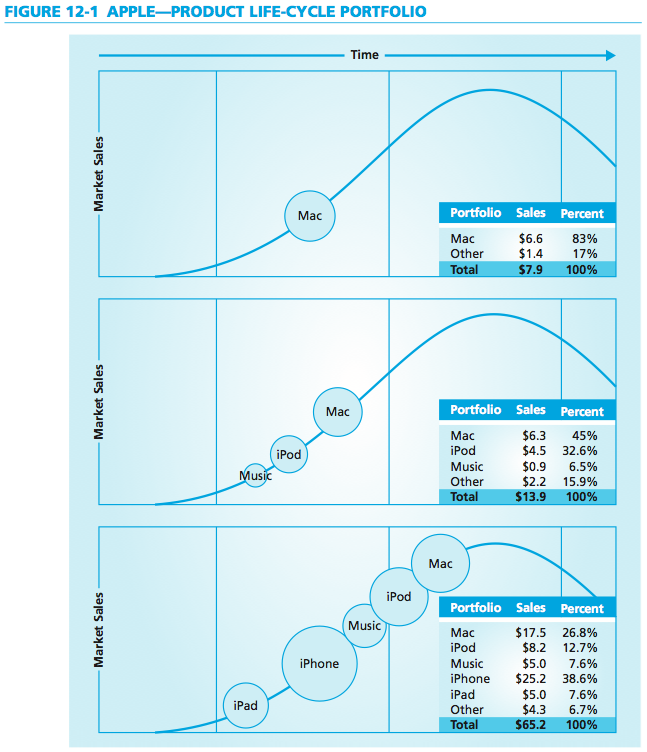 FIGURE 12-1 APPLE—PRODUCT LIFE-CYCLE PORTFOLIO
Time
Market Sales
Mac
Portfolio Sales Percent
Mac $6.6 83%
Other $1.4 17%
Total $7.9 100%
Market Sales
Mac
iPod
Music
Portfolio Sales Percent
Mac $6.3 45%
iPod $4.5 32.6%
Music $0.9 6.5%
Other $2.2 15.9%
Total $13.9 100%
Market Sales
Mac
iPod
Music
iPhone
iPad
Portfolio Sales Percent
Mac $17.5 26.8%
iPod $8.2 12.7%
Music $5.0 7.6%
iPhone $25.2 38.6%
iPad $5.0 7.6%
Other $4.3 6.7%
Total $65.2 100%